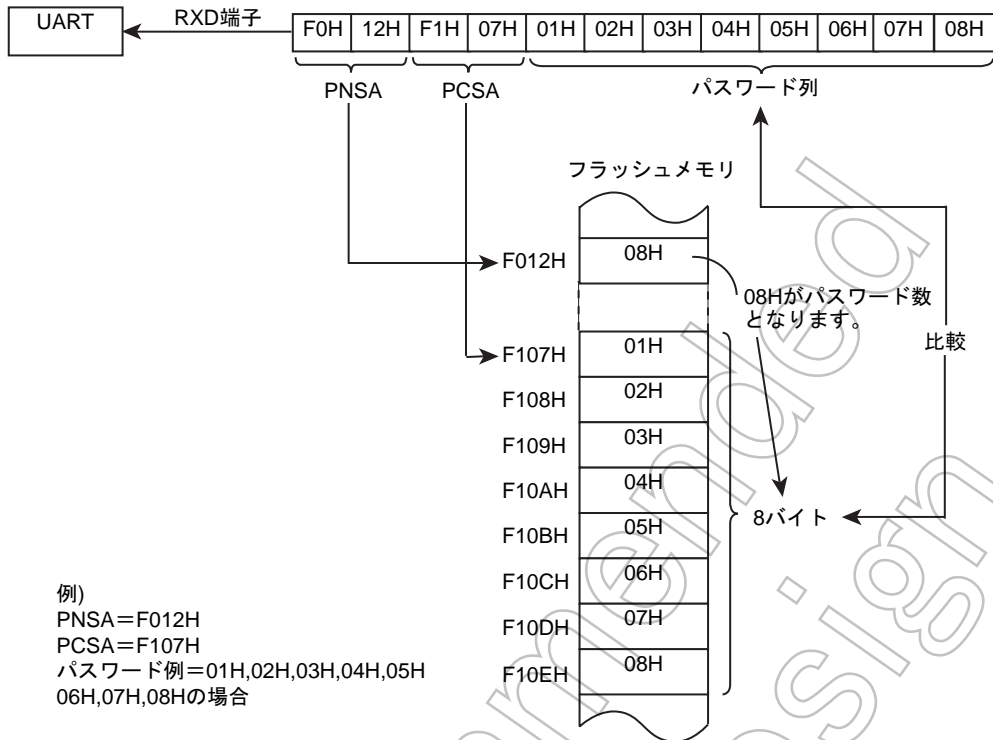 UART
RXD端子
F0H 12H F1H 07H 01H 02H 03H 04H 05H 06H 07H 08H
PNSA
PCSA
パスワード列
フラッシュメモリ
F012H 08H
08Hがパスワード数
となります。
比較
F107H 01H
F108H 02H
F109H 03H
F10AH 04H
F10BH 05H
8バイト
F10CH 06H
F10DH 07H
F10EH 08H
例)
PNSA＝F012H
PCSA＝F107H
パスワード例＝01H,02H,03H,04H,05H
06H,07H,08Hの場合